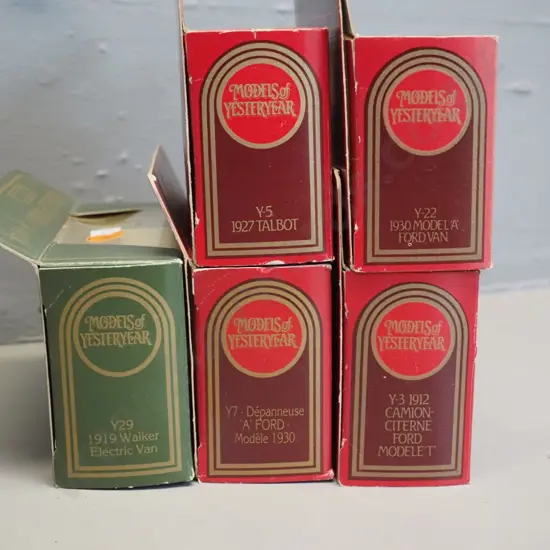 MODELS of
YESTERYEAR
Y-5
1927 TALBOT
MODELS of
YESTERYEAR
Y-22
1930 MODEL 'A'
FORD VAN
MODELS of
YESTERYEAR
Y29
1919 Walker
Electric Van
MODELS of
YESTERYEAR
Y7 - Dépanneuse
'A' FORD -
Modèle 1930
MODELS of
YESTERYEAR
Y-3 1912
CAMION-
CITERNE
FORD
MODELE 'T'